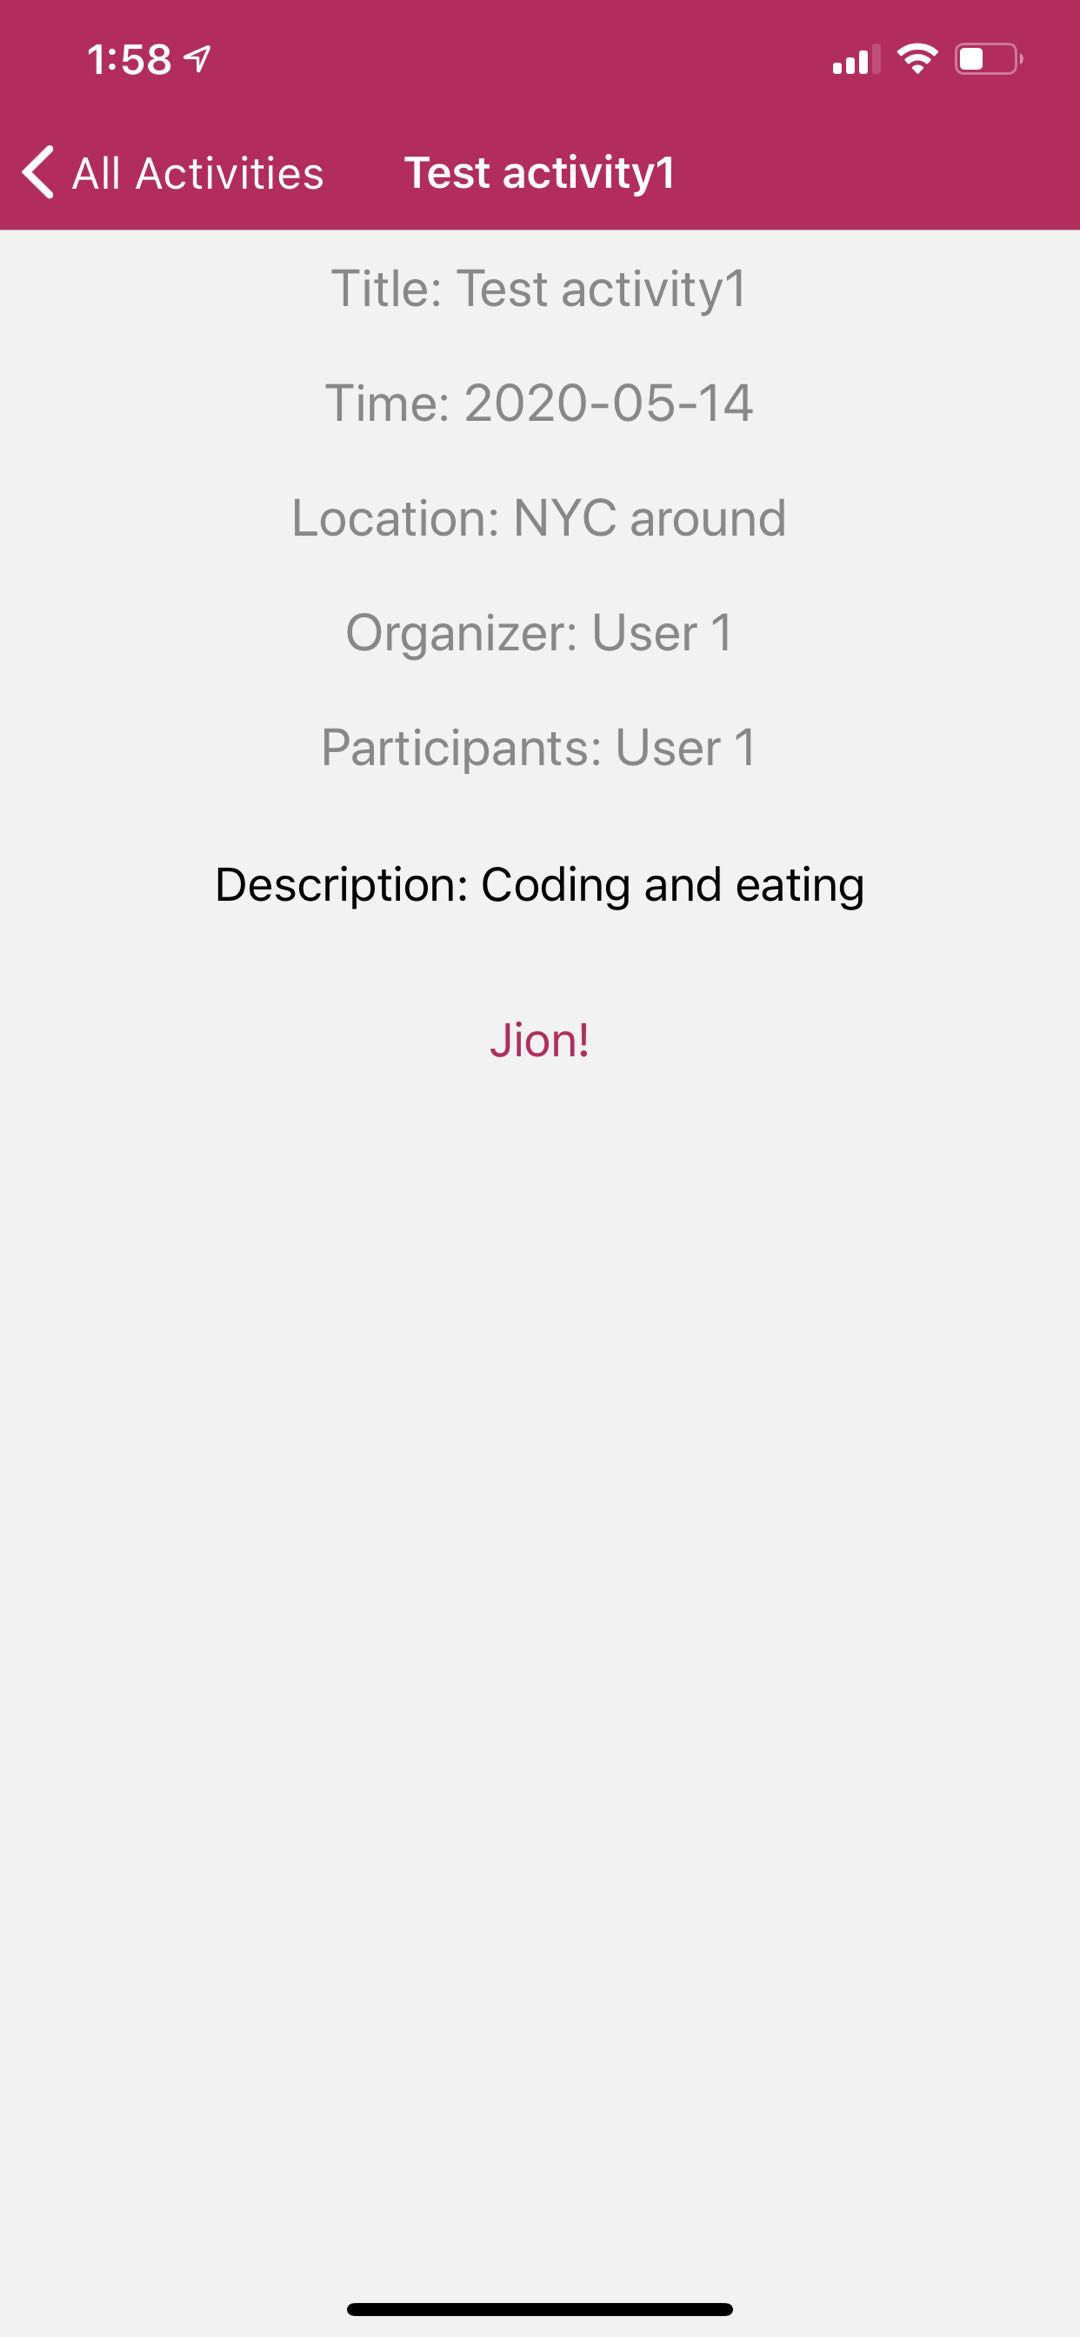 1:58
All Activities Test activity1
Title: Test activity1
Time: 2020-05-14
Location: NYC around
Organizer: User 1
Participants: User 1
Description: Coding and eating
Jion!